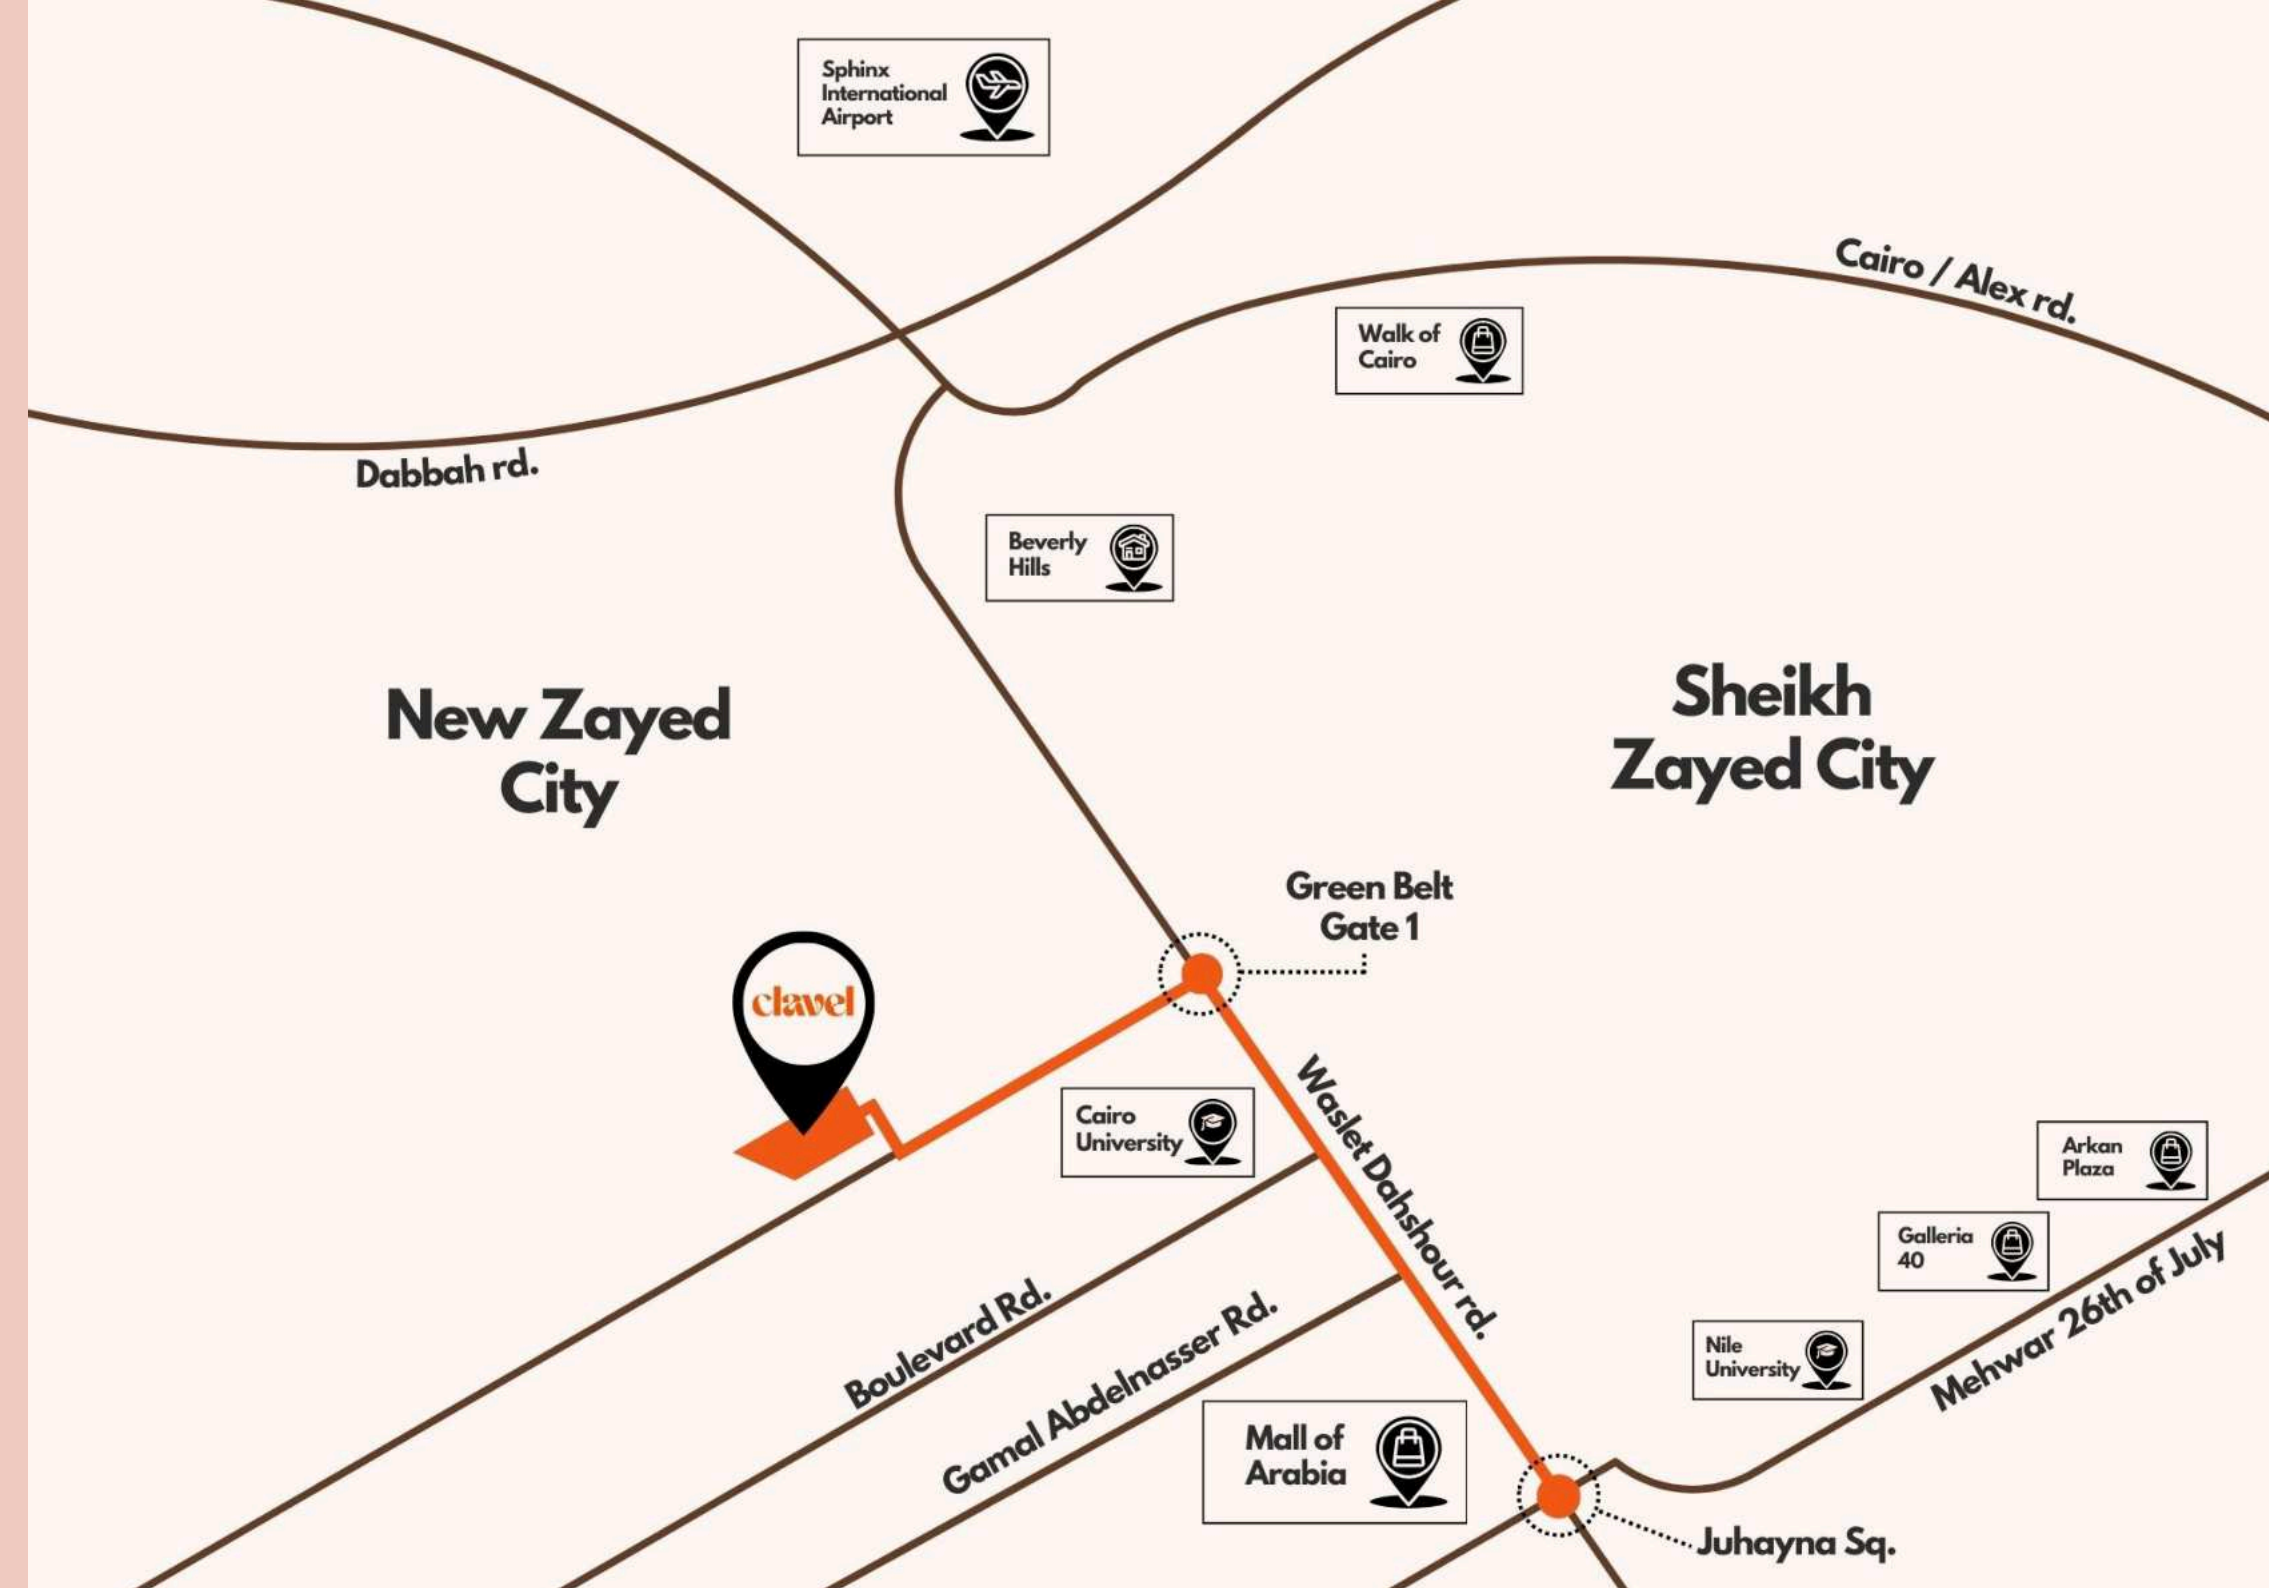 Sphinx
International
Airport
Cairo / Alex rd.
Walk of
Cairo
Dabbah rd.
Beverly
Hills
New Zayed
City
Sheikh
Zayed City
Green Belt
Gate 1
clavel
Waslet Dahshour rd.
Cairo
University
Arkan
Plaza
Galleria
40
Mehwar 26th of July
Boulevard Rd.
Gamal Abdelnasser Rd.
Nile
University
Mall of
Arabia
Juhayna Sq.